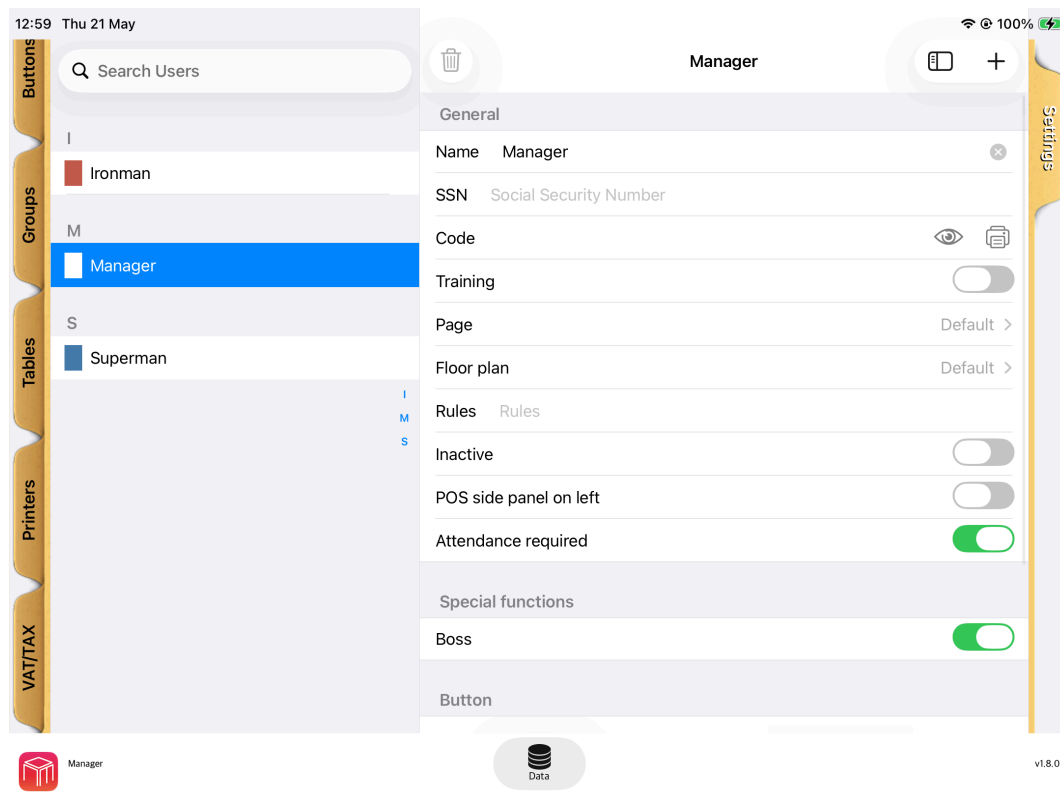 12:59 Thu 21 May
100%
Buttons
Groups
Tables
Printers
VAT/TAX
Search Users
I
Ironman
M
Manager
S
Superman
I
M
S
Manager
General
Name Manager
SSN Social Security Number
Code
Training
Page Default
Floor plan Default
Rules Rules
Inactive
POS side panel on left
Attendance required
Special functions
Boss
Button
Settings
Manager
Data
v1.8.0